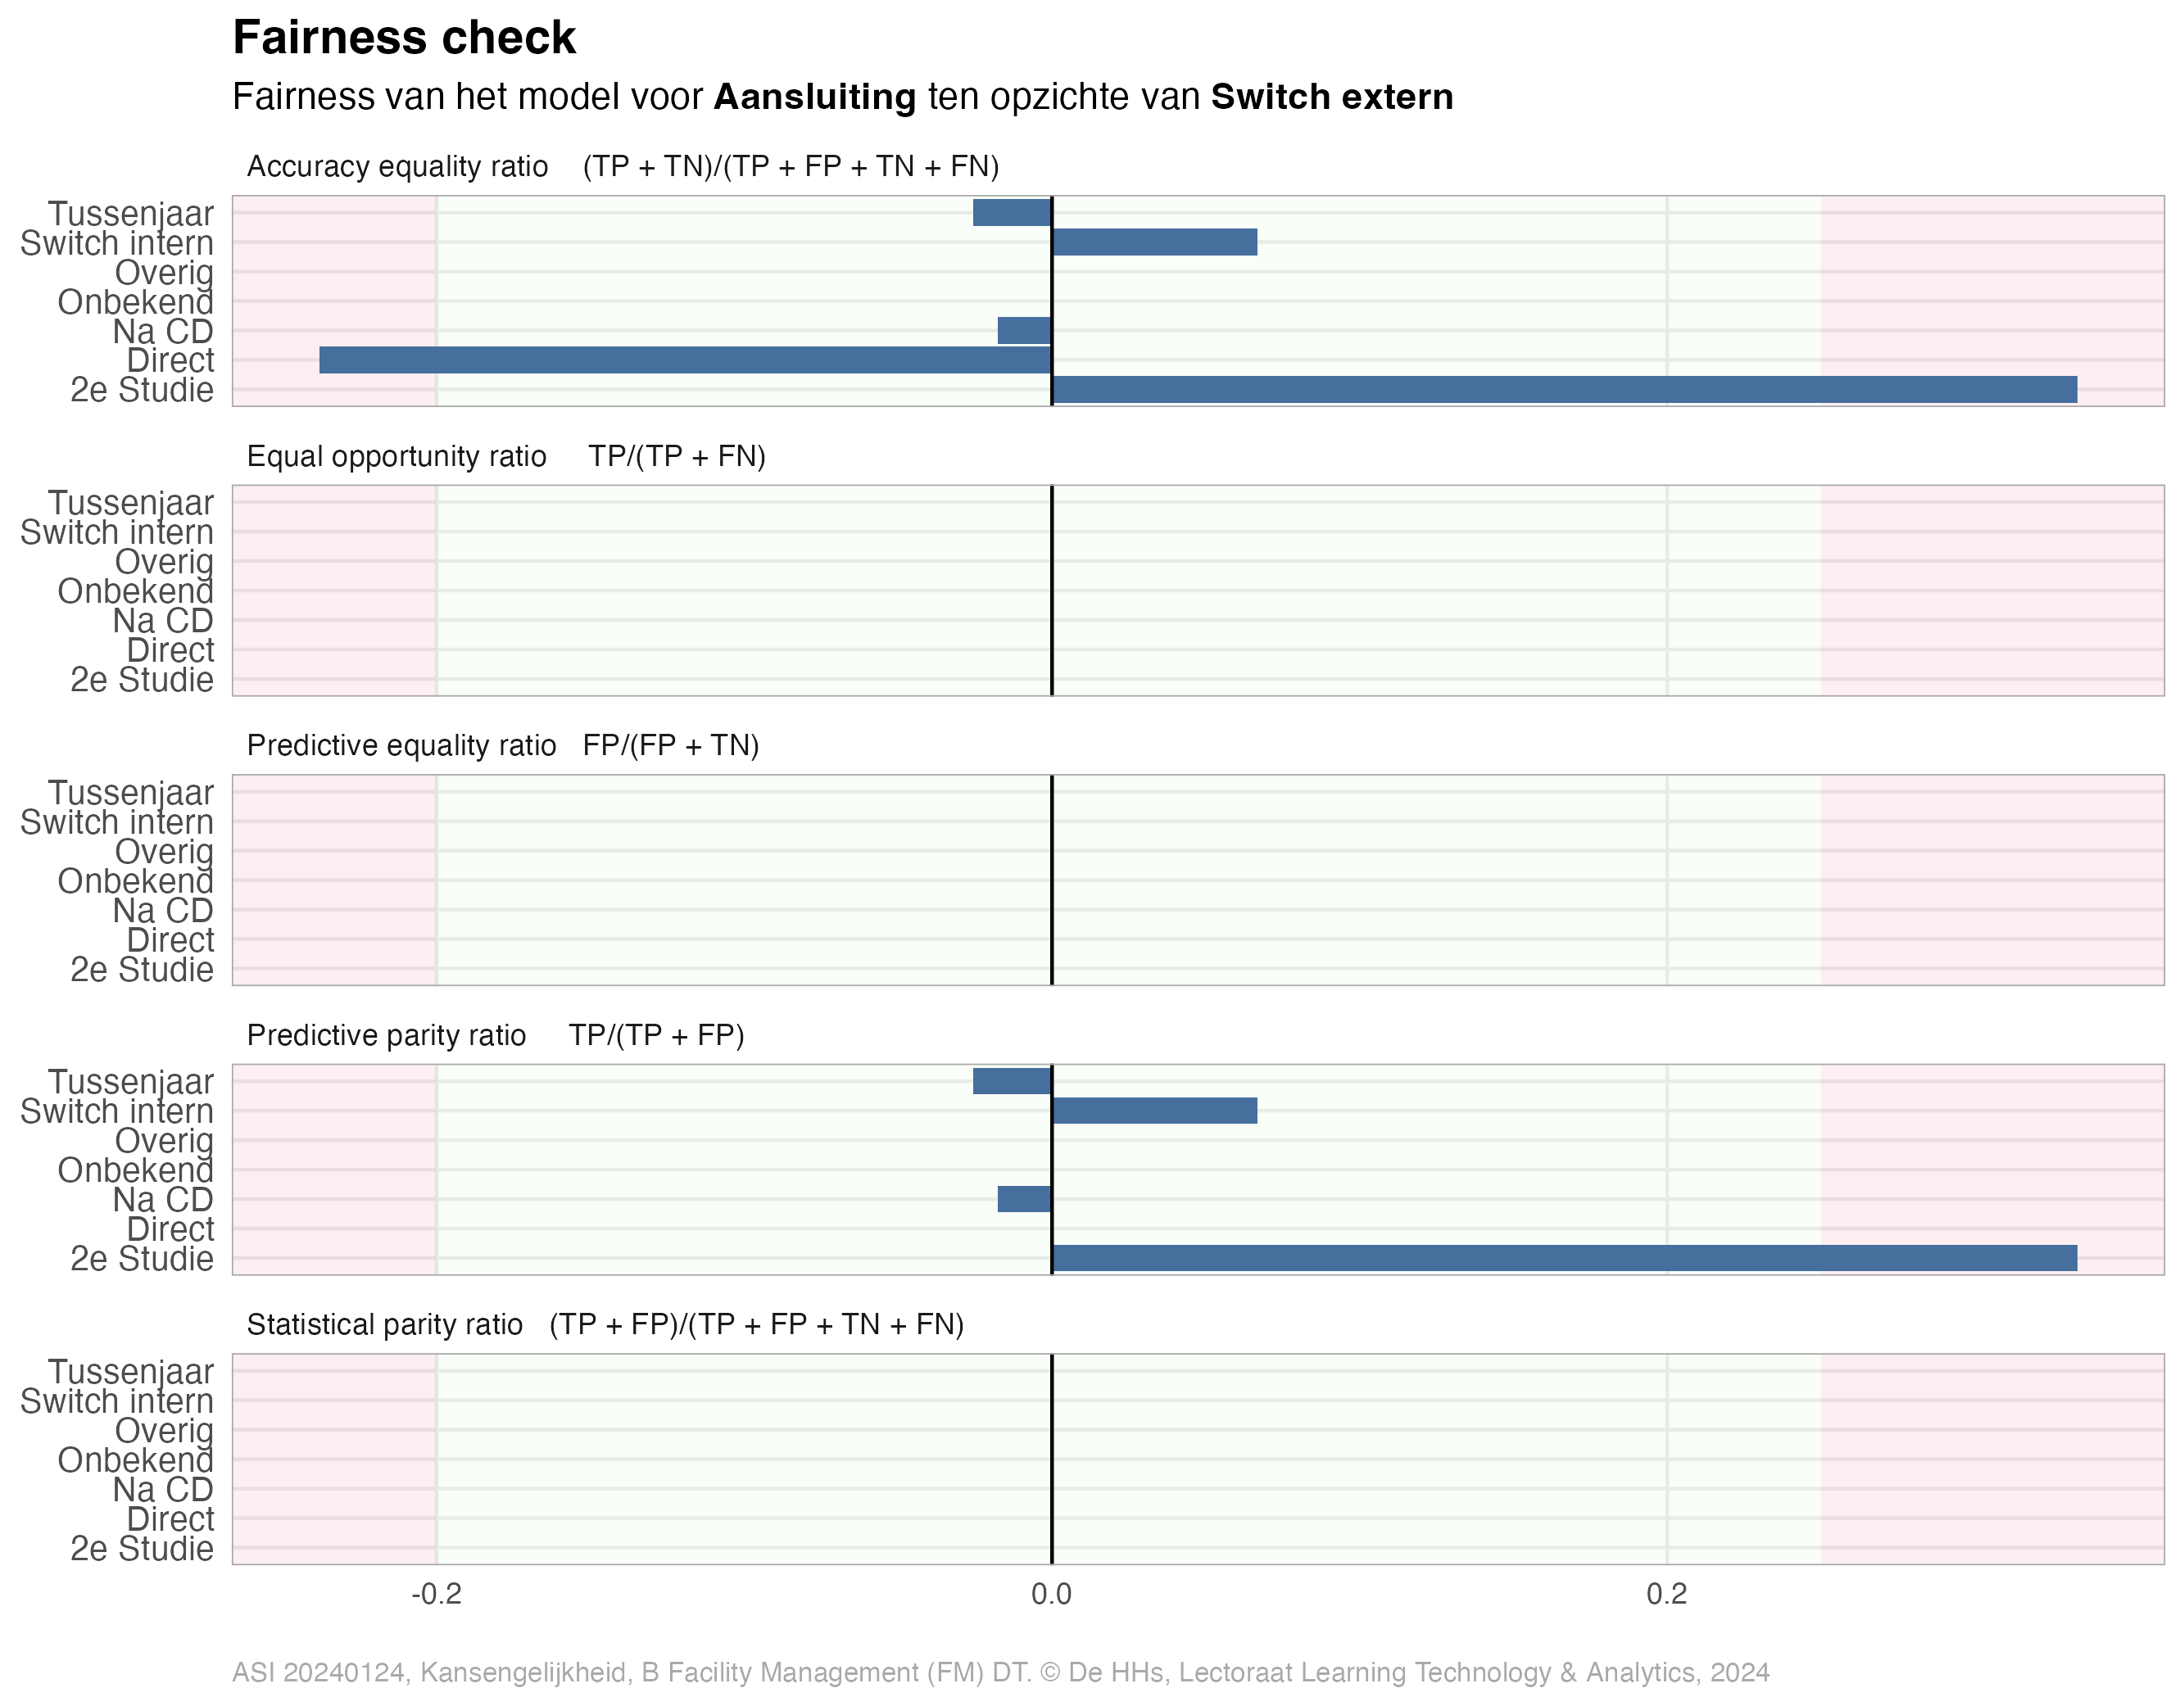 Fairness check
Fairness van het model voor Aansluiting ten opzichte van Switch extern
Accuracy equality ratio (TP + TN)/(TP + FP + TN + FN)
Tussenjaar
Switch intern
Overig
Onbekend
Na CD
Direct
2e Studie
Equal opportunity ratio TP/(TP + FN)
Tussenjaar
Switch intern
Overig
Onbekend
Na CD
Direct
2e Studie
Predictive equality ratio FP/(FP + TN)
Tussenjaar
Switch intern
Overig
Onbekend
Na CD
Direct
2e Studie
Predictive parity ratio TP/(TP + FP)
Tussenjaar
Switch intern
Overig
Onbekend
Na CD
Direct
2e Studie
Statistical parity ratio (TP + FP)/(TP + FP + TN + FN)
Tussenjaar
Switch intern
Overig
Onbekend
Na CD
Direct
2e Studie
-0.2 0.0 0.2
ASI 20240124, Kansengelijkheid, B Facility Management (FM) DT. © De HHs, Lectoraat Learning Technology & Analytics, 2024